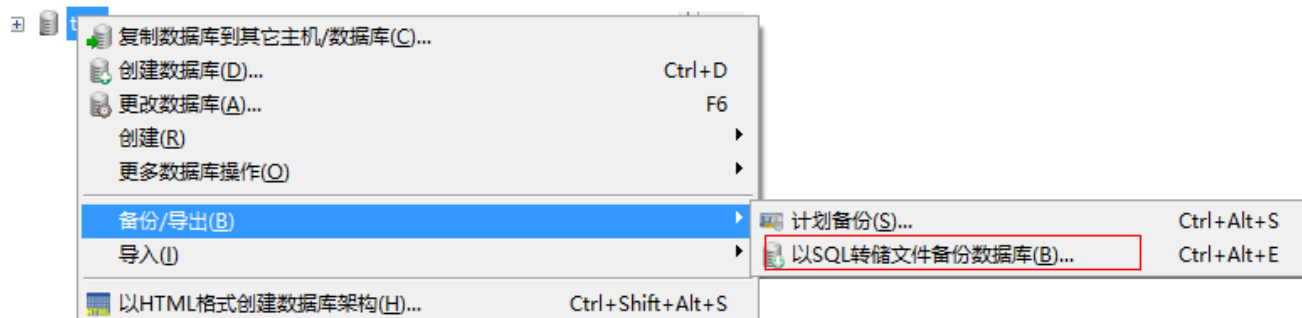 复制数据库到其它主机/数据库(C)...
创建数据库(D)... Ctrl+D
更改数据库(A)... F6
创建(R)
更多数据库操作(O)
备份/导出(B)
计划备份(S)... Ctrl+Alt+S
导入(I)
以SQL转储文件备份数据库(B)... Ctrl+Alt+E
以HTML格式创建数据库架构(H)... Ctrl+Shift+Alt+S